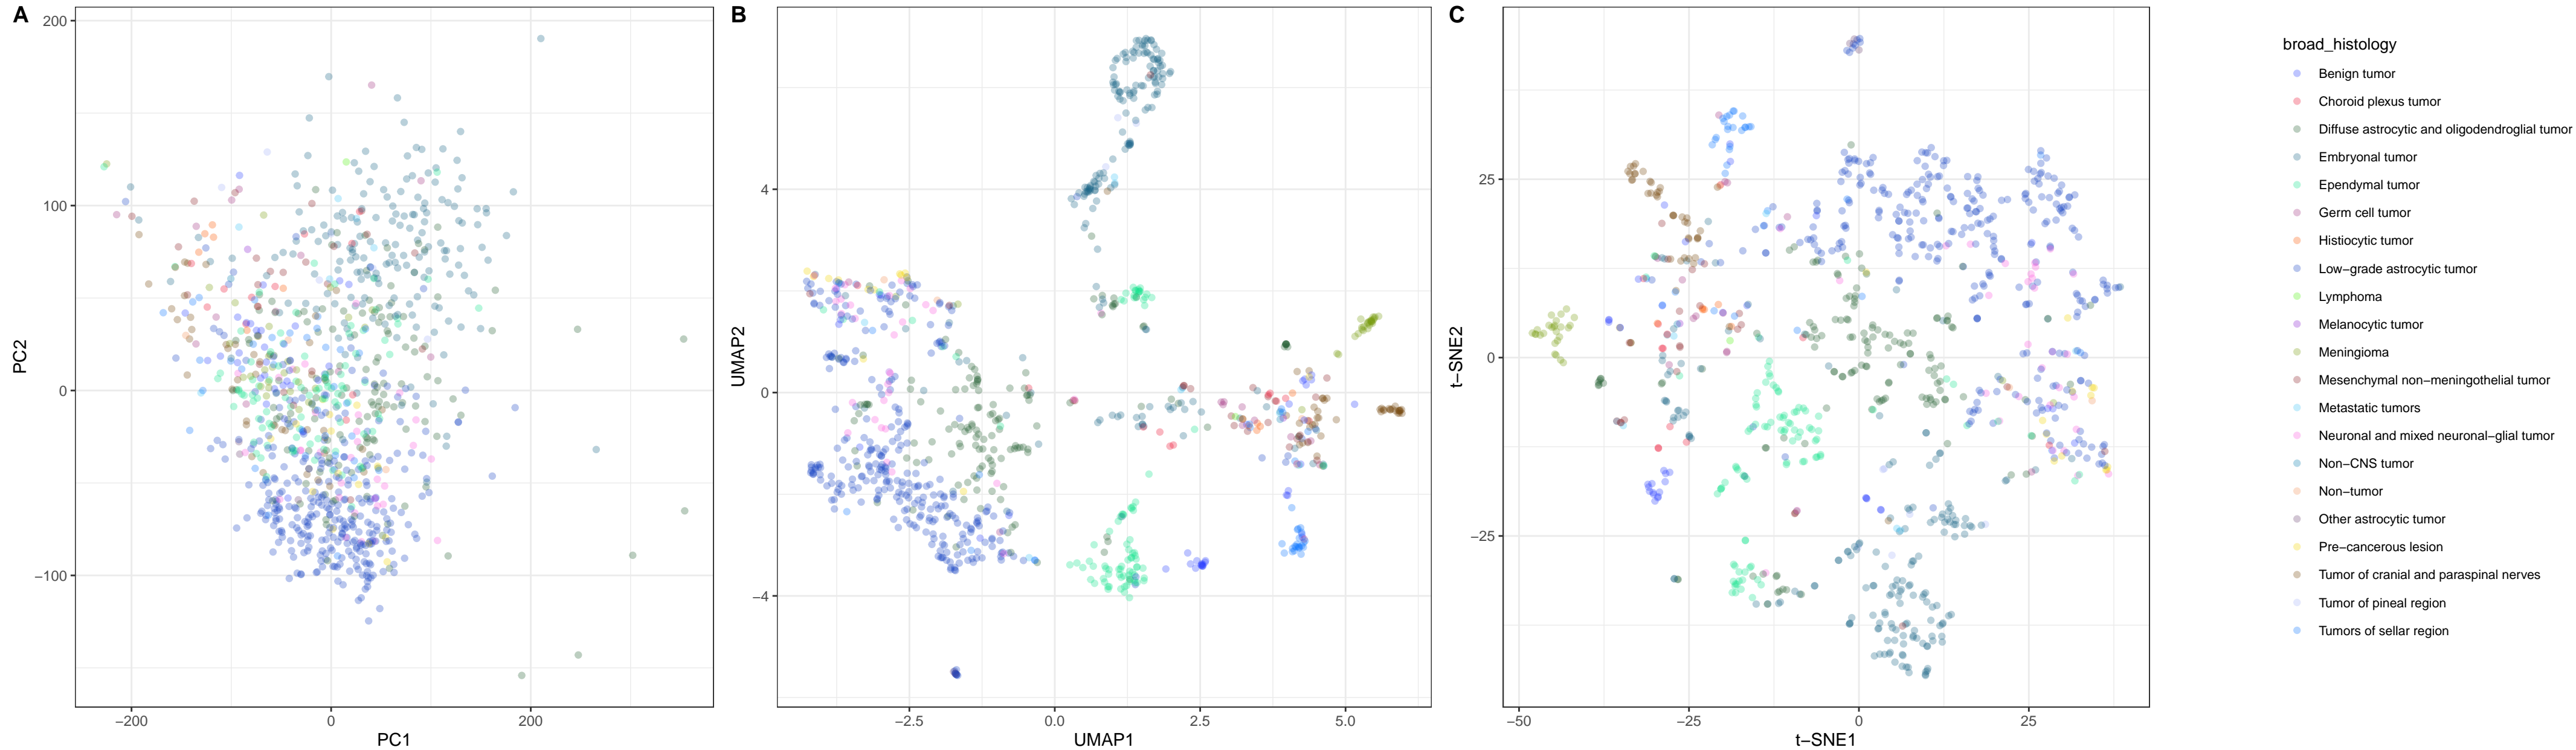 A
200
100
0
−100
PC2
−200
0
200
PC1
B
4
0
−4
UMAP2
−2.5
0.0
2.5
5.0
UMAP1
C
25
0
−25
t−SNE2
−50
−25
0
25
t−SNE1
broad_histology
Benign tumor
Choroid plexus tumor
Diffuse astrocytic and oligodendroglial tumor
Embryonal tumor
Ependymal tumor
Germ cell tumor
Histiocytic tumor
Low−grade astrocytic tumor
Lymphoma
Melanocytic tumor
Meningioma
Mesenchymal non−meningothelial tumor
Metastatic tumors
Neuronal and mixed neuronal−glial tumor
Non−CNS tumor
Non−tumor
Other astrocytic tumor
Pre−cancerous lesion
Tumor of cranial and paraspinal nerves
Tumor of pineal region
Tumors of sellar region